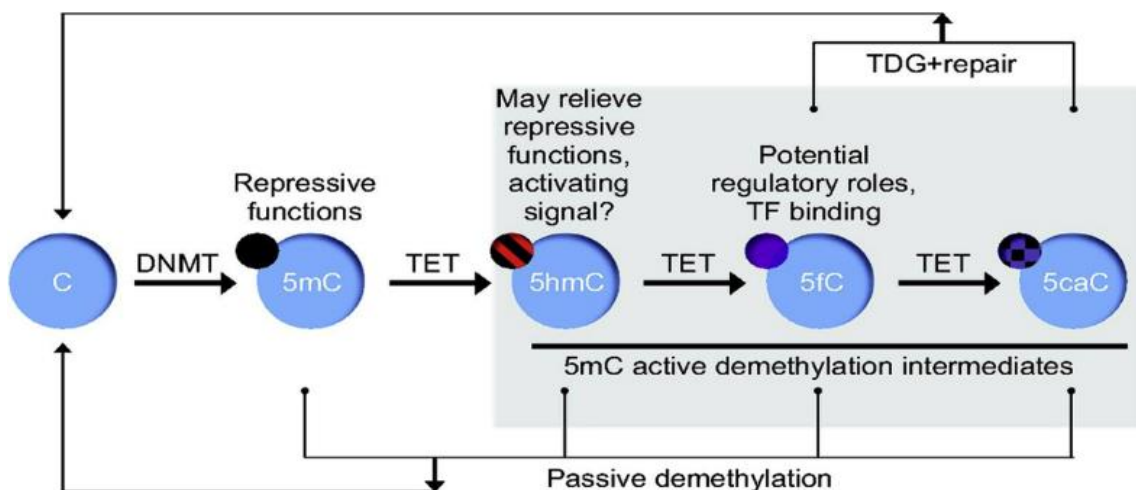 TDG+repair
May relieve
repressive
functions,
activating
signal?
Repressive
functions
Potential
regulatory roles,
TF binding
C
DNMT
5mC
TET
5hmC
TET
5fC
TET
5caC
5mC active demethylation intermediates
Passive demethylation